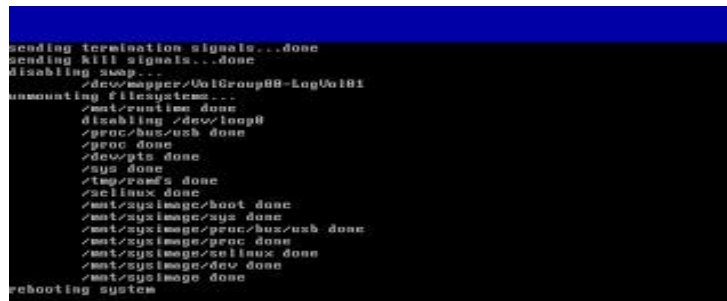 sending termination signals...done
sending kill signals...done
disabling swap...
/dev/mapper/VolGroup00-LogVol01
unmounting filesystems...
/mnt/runtime done
disabling /dev/loop0
/proc/bus/usb done
/proc done
/dev/pts done
/sys done
/tmp/ramfs done
/selinux done
/mnt/sysimage/boot done
/mnt/sysimage/sys done
/mnt/sysimage/proc/bus/usb done
/mnt/sysimage/proc done
/mnt/sysimage/selinux done
/mnt/sysimage/dev done
/mnt/sysimage done
rebooting system